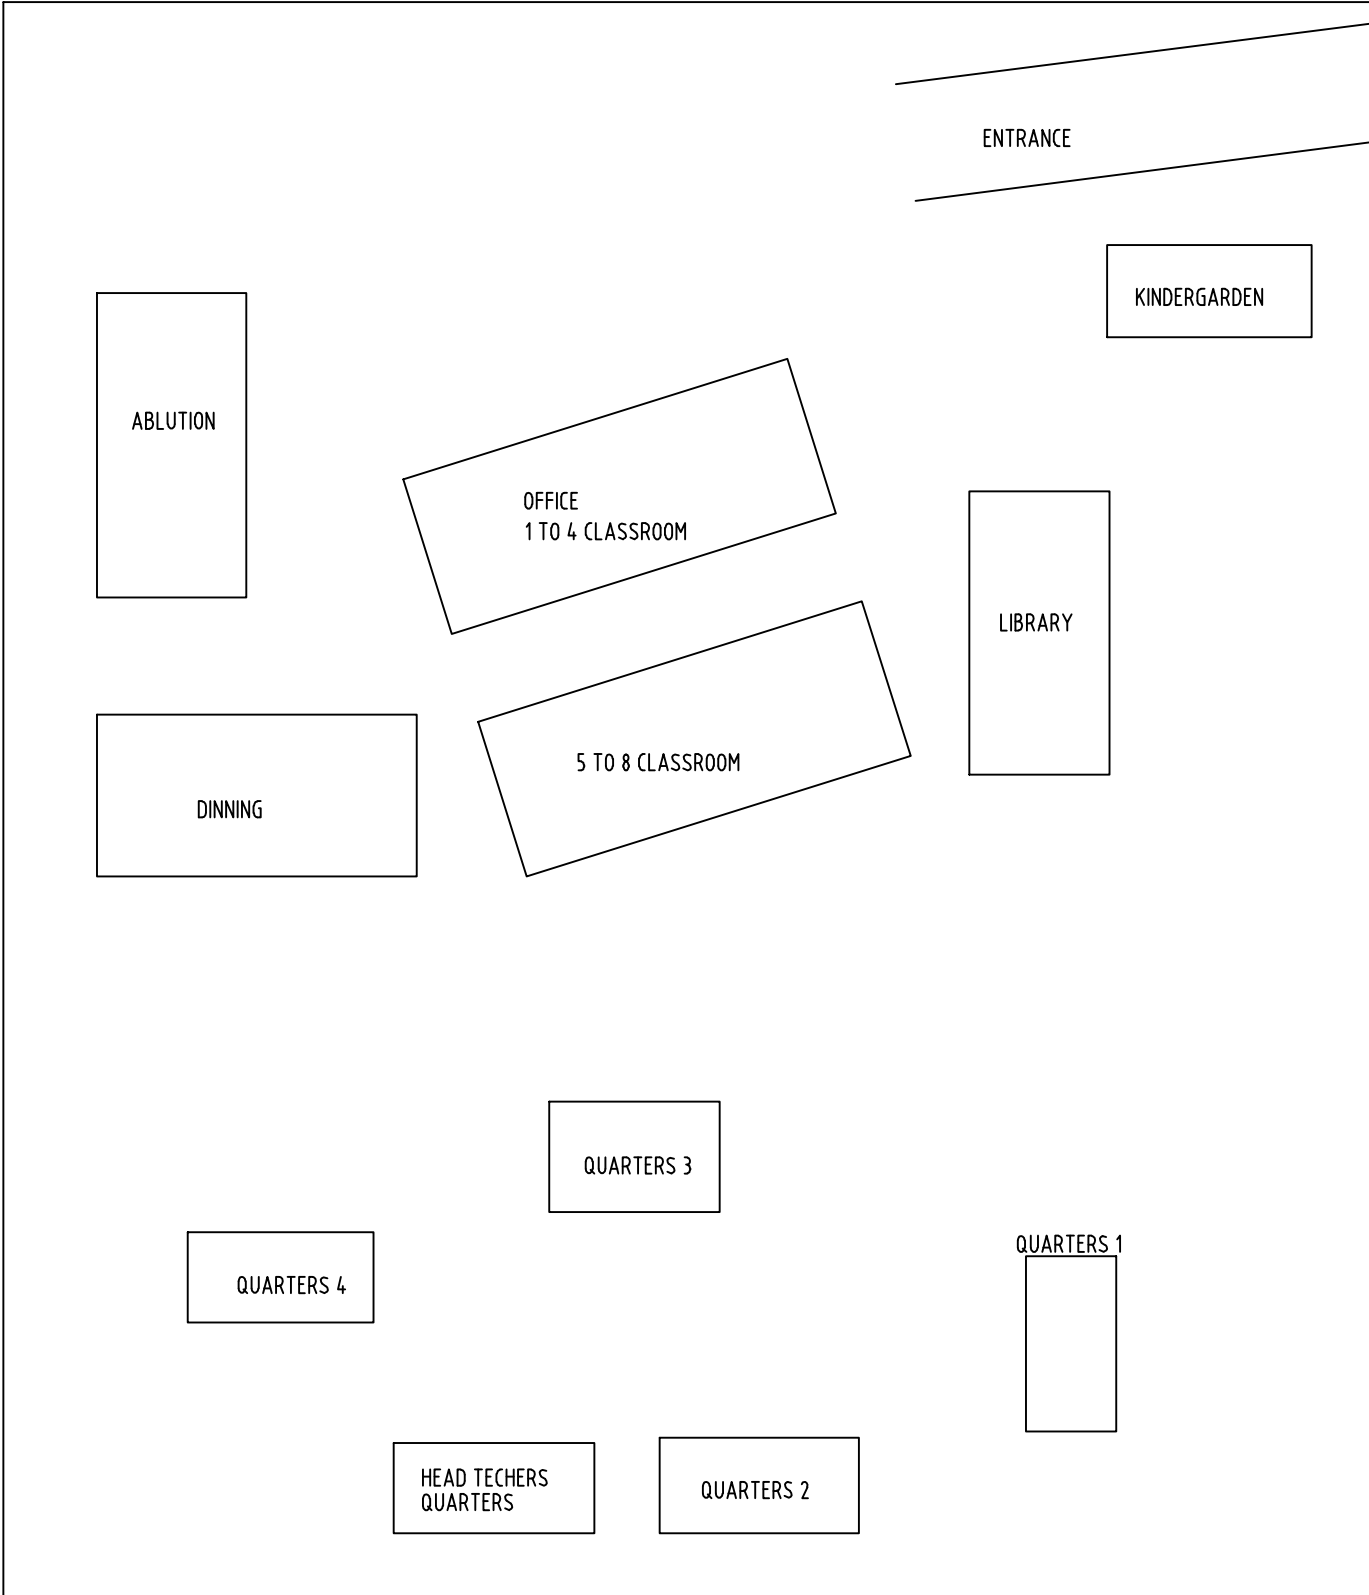 ENTRANCE
KINDERGARDEN
ABLUTION
OFFICE
1 TO 4 CLASSROOM
LIBRARY
5 TO 8 CLASSROOM
DINNING
QUARTERS 3
QUARTERS 1
QUARTERS 4
HEAD TECHERS
QUARTERS
QUARTERS 2